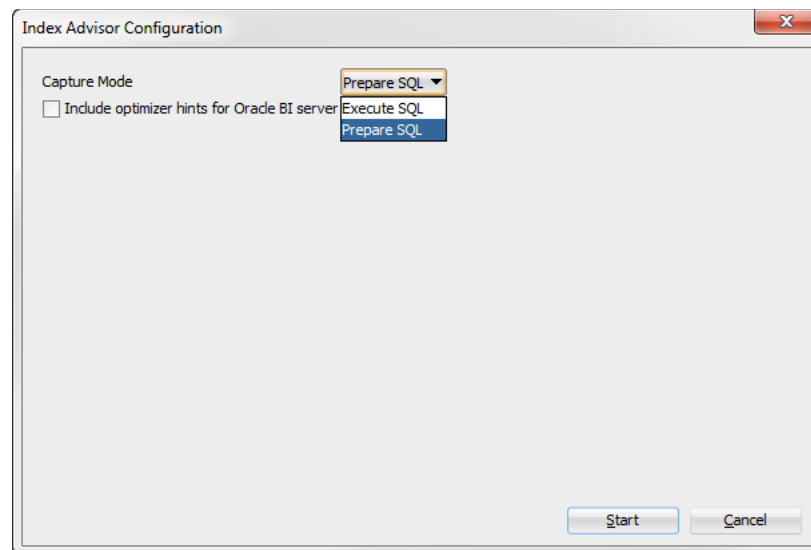 Index Advisor Configuration
Capture Mode Prepare SQL
Include optimizer hints for Oracle BI server Execute SQL
Prepare SQL
Start Cancel